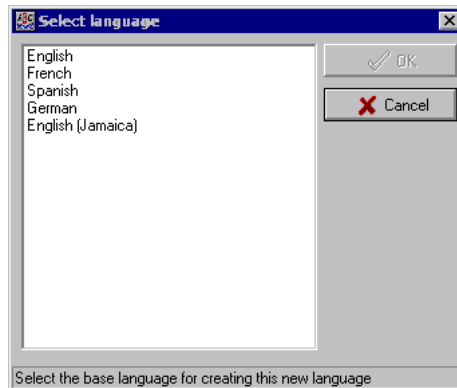 Select language
English
French
Spanish
German
English (Jamaica)
OK
Cancel
Select the base language for creating this new language